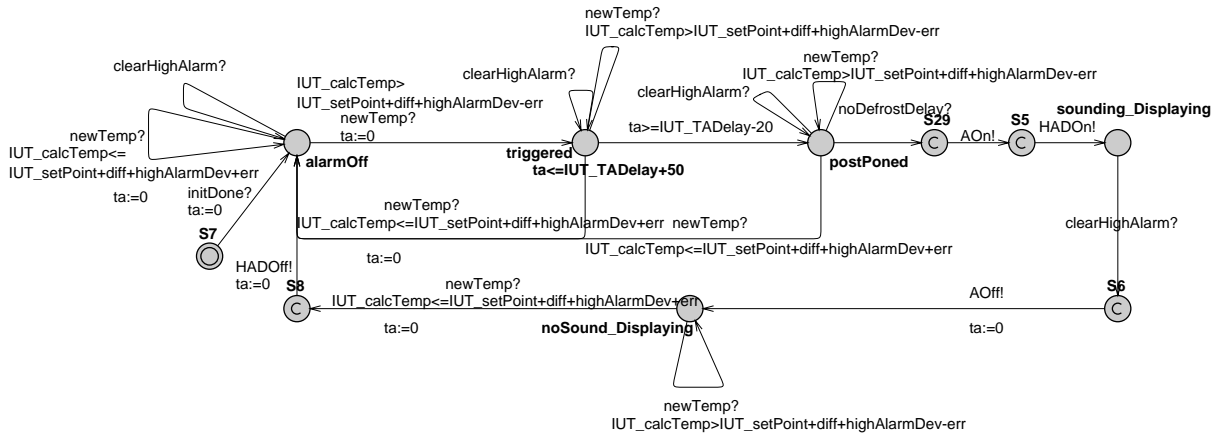 newTemp?
IUT_calcTemp>IUT_setPoint+diff+highAlarmDev-err
clearHighAlarm?
IUT_calcTemp>
IUT_setPoint+diff+highAlarmDev-err
newTemp?
ta:=0
clearHighAlarm?
newTemp?
IUT_calcTemp>IUT_setPoint+diff+highAlarmDev-err
clearHighAlarm?
noDefrostDelay?
sounding_Displaying
S29
S5
AOn!
HADOn!
newTemp?
IUT_calcTemp<=
IUT_setPoint+diff+highAlarmDev+err
ta:=0
alarmOff
ta>=IUT_TADelay-20
triggered
ta<=IUT_TADelay+50
postPoned
initDone?
ta:=0
newTemp?
IUT_calcTemp<=IUT_setPoint+diff+highAlarmDev+err
ta:=0
newTemp?
IUT_calcTemp<=IUT_setPoint+diff+highAlarmDev+err
clearHighAlarm?
S7
HADOff!
ta:=0
S8
C
newTemp?
IUT_calcTemp<=IUT_setPoint+diff+highAlarmDev+err
ta:=0
noSound_Displaying
AOff!
ta:=0
S6
C
C
C
newTemp?
IUT_calcTemp>IUT_setPoint+diff+highAlarmDev-err